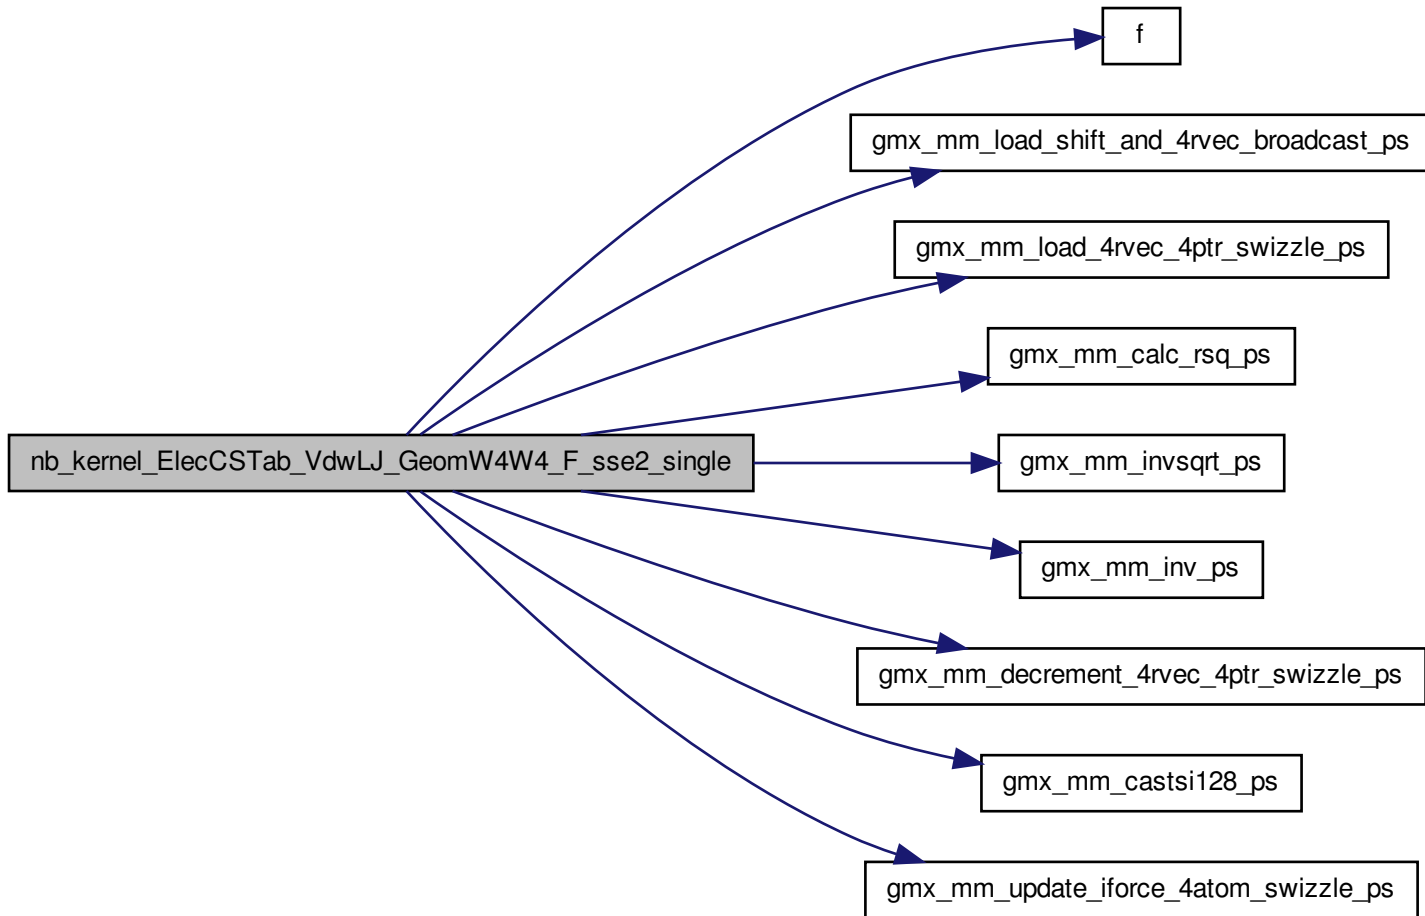 f
gmx_mm_load_shift_and_4rvec_broadcast_ps
gmx_mm_load_4rvec_4ptr_swizzle_ps
gmx_mm_calc_rsq_ps
nb_kernel_ElecCSTab_VdwLJ_GeomW4W4_F_sse2_single
gmx_mm_invsqrt_ps
gmx_mm_inv_ps
gmx_mm_decrement_4rvec_4ptr_swizzle_ps
gmx_mm_castsi128_ps
gmx_mm_update_iforce_4atom_swizzle_ps